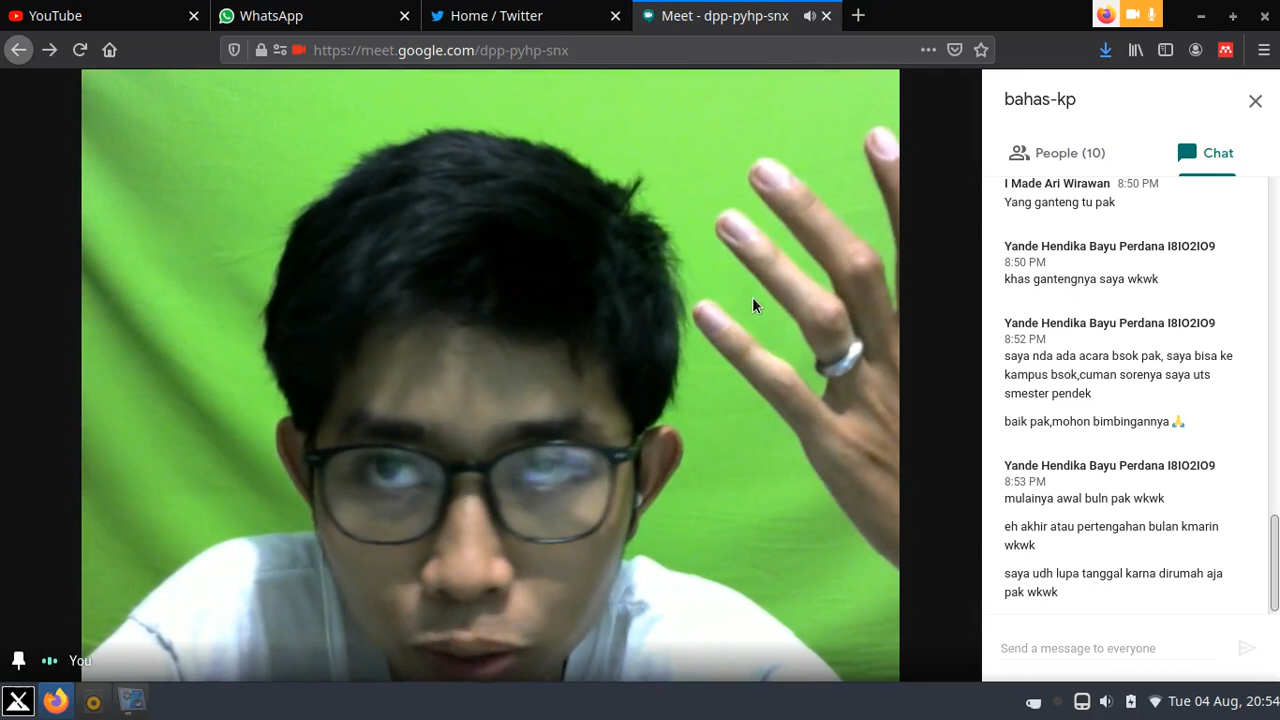 YouTube
WhatsApp
Home / Twitter
Meet - dpp-pyhp-snx
https://meet.google.com/dpp-pyhp-snx
bahas-kp
People (10)
Chat
I Made Ari Wirawan 8:50 PM
Yang ganteng tu pak
Yande Hendika Bayu Perdana I8IO2IO9
8:50 PM
khas gantengnya saya wkwk
Yande Hendika Bayu Perdana I8IO2IO9
8:52 PM
saya nda ada acara bsok pak, saya bisa ke
kampus bsok,cuman sorenya saya uts
smester pendek
baik pak,mohon bimbingannya🙏
Yande Hendika Bayu Perdana I8IO2IO9
8:53 PM
mulainya awal buln pak wkwk
eh akhir atau pertengahan bulan kmarin
wkwk
saya udh lupa tanggal karna dirumah aja
pak wkwk
Send a message to everyone
You
Tue 04 Aug, 20:54